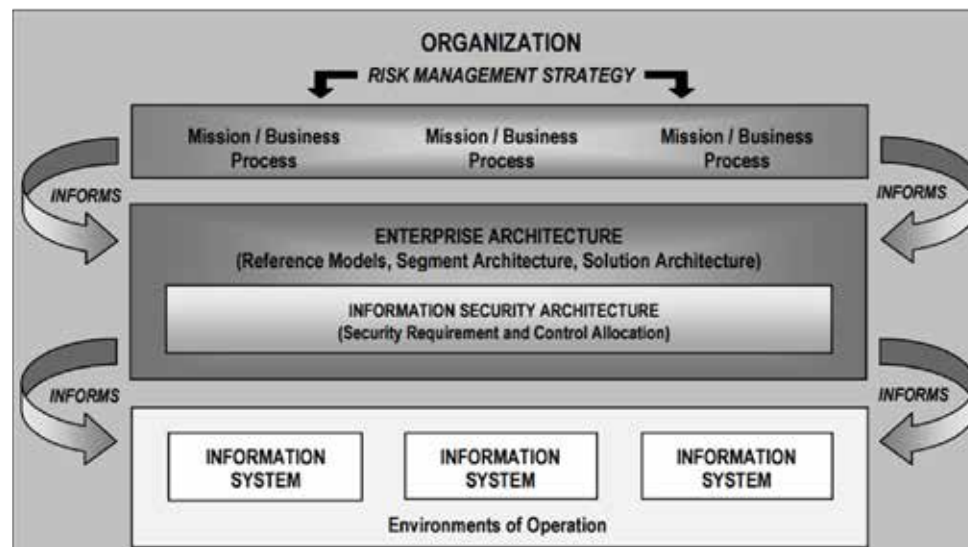 ORGANIZATION
RISK MANAGEMENT STRATEGY
Mission / Business
Process
Mission / Business
Process
Mission / Business
Process
INFORMS
INFORMS
ENTERPRISE ARCHITECTURE
(Reference Models, Segment Architecture, Solution Architecture)
INFORMATION SECURITY ARCHITECTURE
(Security Requirement and Control Allocation)
INFORMS
INFORMS
INFORMATION
SYSTEM
INFORMATION
SYSTEM
INFORMATION
SYSTEM
Environments of Operation